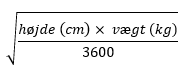 √(højde (cm) × vægt (kg)
3600)